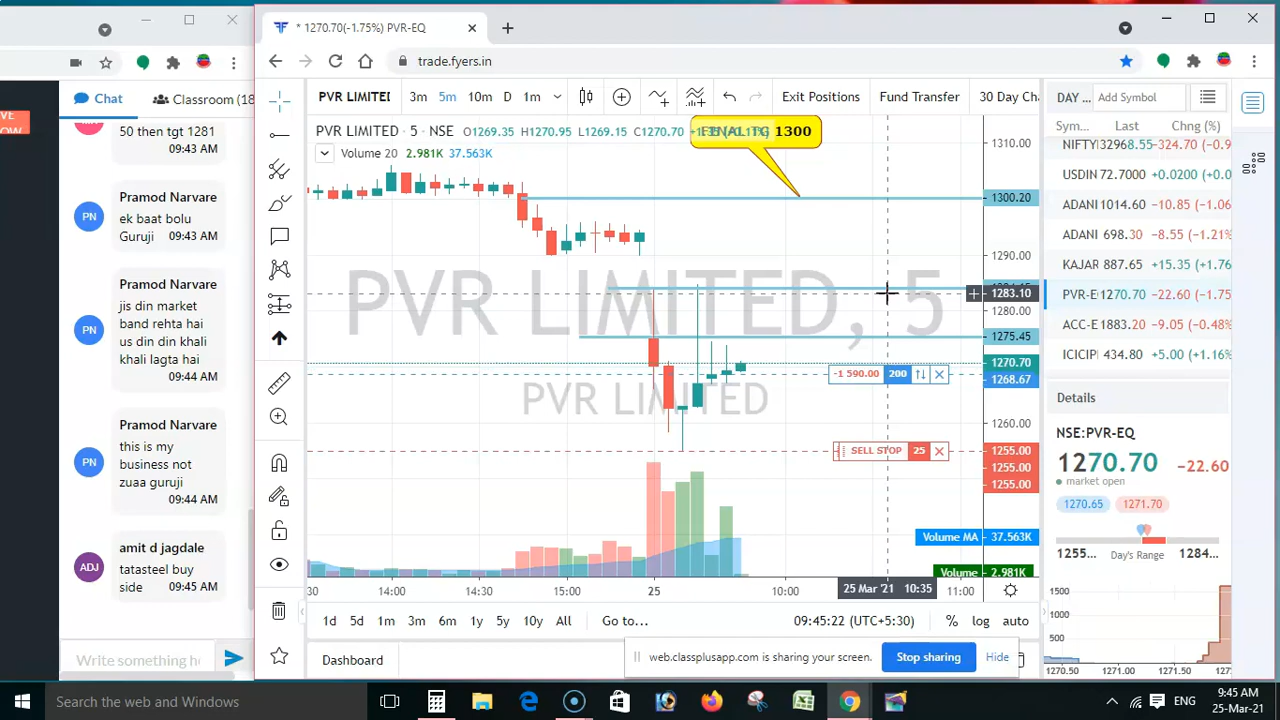 * 1270.70(-1.75%) PVR-EQ
trade.fyers.in
Chat
Classroom (18
50 then tgt 1281
09:43 AM
PN
Pramod Narvare
ek baat bolu
Guruji
09:43 AM
PN
Pramod Narvare
jis din market
band rehta hai
us din din khali
khali lagta hai
09:44 AM
PN
Pramod Narvare
this is my
business not
zuaa guruji
09:44 AM
ADJ
amit d jagdale
tatasteel buy
side
09:45 AM
Write something h
PVR LIMITED
3m 5m 10m D 1m
Exit Positions
Fund Transfer
30 Day Cha
PVR LIMITED · 5 · NSE O1269.35 H1270.95 L1269.15 C1270.70
Volume 20 2.981K 37.563K
FINAL TG 1300
PVR LIMITED, 5
PVR LIMITED
1310.00
1300.20
1290.00
1283.10
1280.00
1275.45
1270.70
1268.67
1260.00
1255.00
1255.00
1255.00
-1 590.00 200
SELL STOP 25
Volume MA 37.563K
Volume 2.981K
:30 14:00 14:30 15:00 25 10:00 25 Mar '21 10:35 11:00
1d 5d 1m 3m 6m 1y 5y 10y All Go to...
09:45:22 (UTC+5:30) % log auto
Dashboard
web.classplusapp.com is sharing your screen.
Stop sharing
Hide
DAY ...
Add Symbol
Sym... Last Chng (%)
NIFTY 32968.55 -324.70 (-0.9
USDIN 72.7000 +0.0200 (+0.0
ADANI 1014.60 -10.85 (-1.06
ADANI 698.30 -8.55 (-1.21%
KAJAR 887.65 +15.35 (+1.76
PVR-E 1270.70 -22.60 (-1.75
ACC-E 1883.20 -9.05 (-0.48%
ICICIP 434.80 +5.00 (+1.16%
Details
NSE:PVR-EQ
1270.70 -22.60
market open
1270.65 1271.70
1255... Day's Range 1284...
1500
1000
500
0
1270.50 1271.00 1271.50
Search the web and Windows
ENG
9:45 AM
25-Mar-21